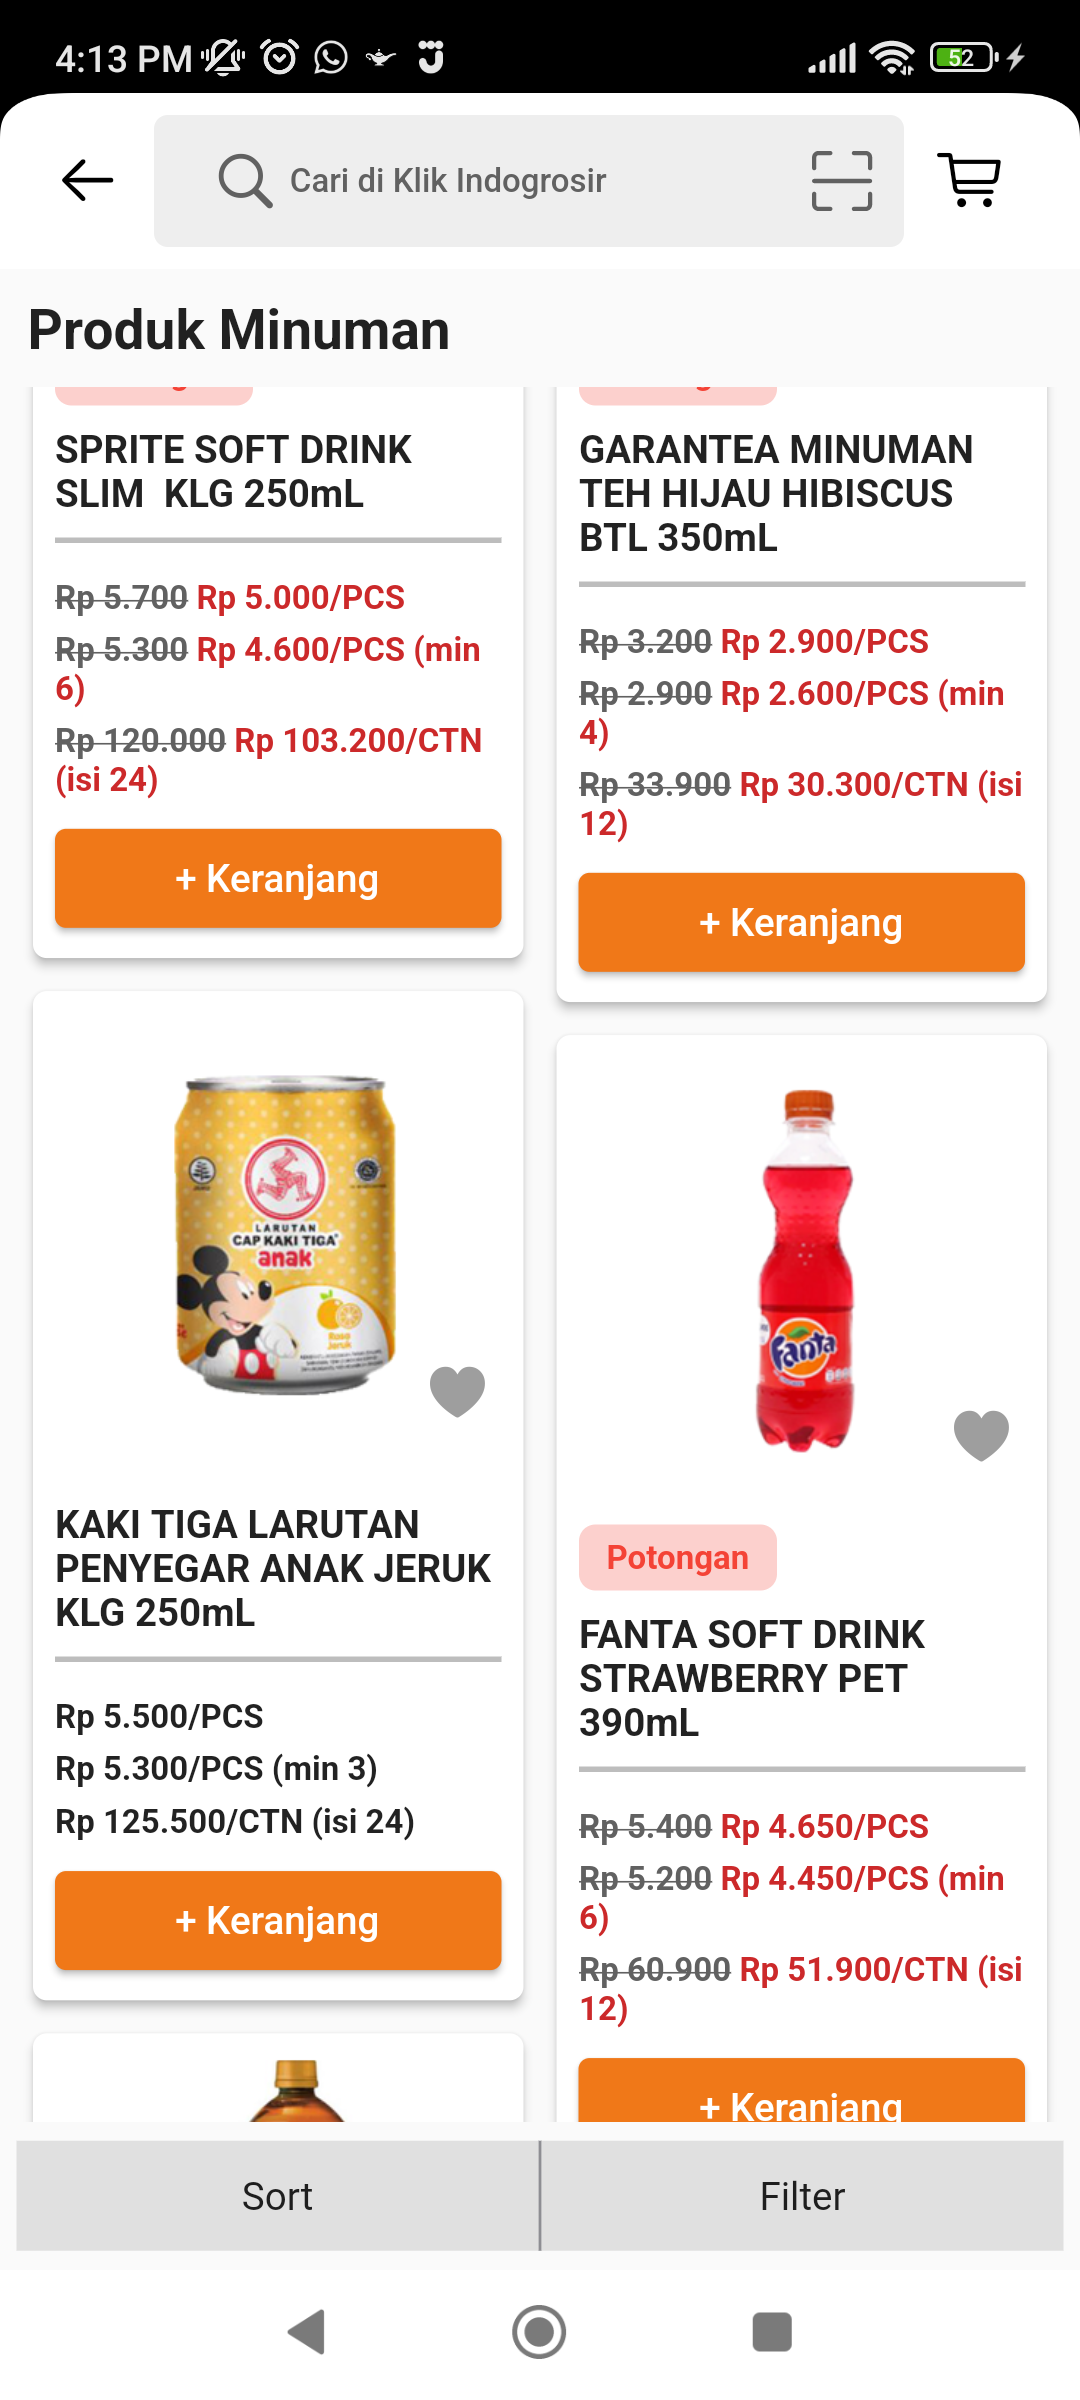 4:13 PM
52
Cari di Klik Indogrosir
Produk Minuman
SPRITE SOFT DRINK
SLIM  KLG 250mL
Rp 5.700 Rp 5.000/PCS
Rp 5.300 Rp 4.600/PCS (min
6)
Rp 120.000 Rp 103.200/CTN
(isi 24)
+ Keranjang
GARANTEA MINUMAN
TEH HIJAU HIBISCUS
BTL 350mL
Rp 3.200 Rp 2.900/PCS
Rp 2.900 Rp 2.600/PCS (min
4)
Rp 33.900 Rp 30.300/CTN (isi
12)
+ Keranjang
LARUTAN
CAP KAKI TIGA
anak
Rasa
Jeruk
KAKI TIGA LARUTAN
PENYEGAR ANAK JERUK
KLG 250mL
Rp 5.500/PCS
Rp 5.300/PCS (min 3)
Rp 125.500/CTN (isi 24)
+ Keranjang
Fanta
Potongan
FANTA SOFT DRINK
STRAWBERRY PET
390mL
Rp 5.400 Rp 4.650/PCS
Rp 5.200 Rp 4.450/PCS (min
6)
Rp 60.900 Rp 51.900/CTN (isi
12)
+ Keranjang
Sort
Filter